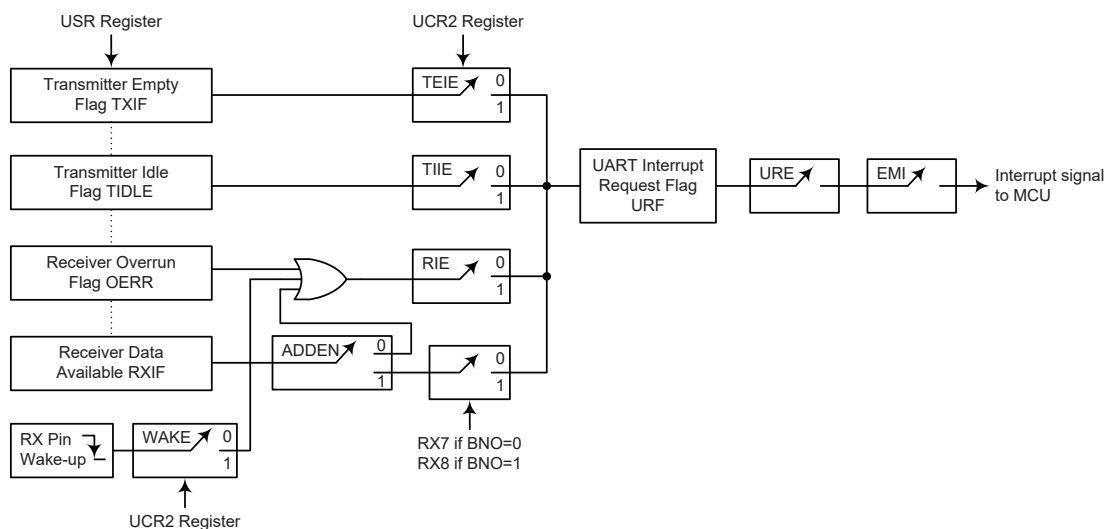 USR Register
UCR2 Register
Transmitter Empty
Flag TXIF
TEIE
0
1
Transmitter Idle
Flag TIDLE
TIIE
0
1
UART Interrupt
Request Flag
URF
URE
EMI
Interrupt signal
to MCU
Receiver Overrun
Flag OERR
RIE
0
1
Receiver Data
Available RXIF
ADDEN
0
1
0
1
RX7 if BNO=0
RX8 if BNO=1
RX Pin
Wake-up
WAKE
0
1
UCR2 Register